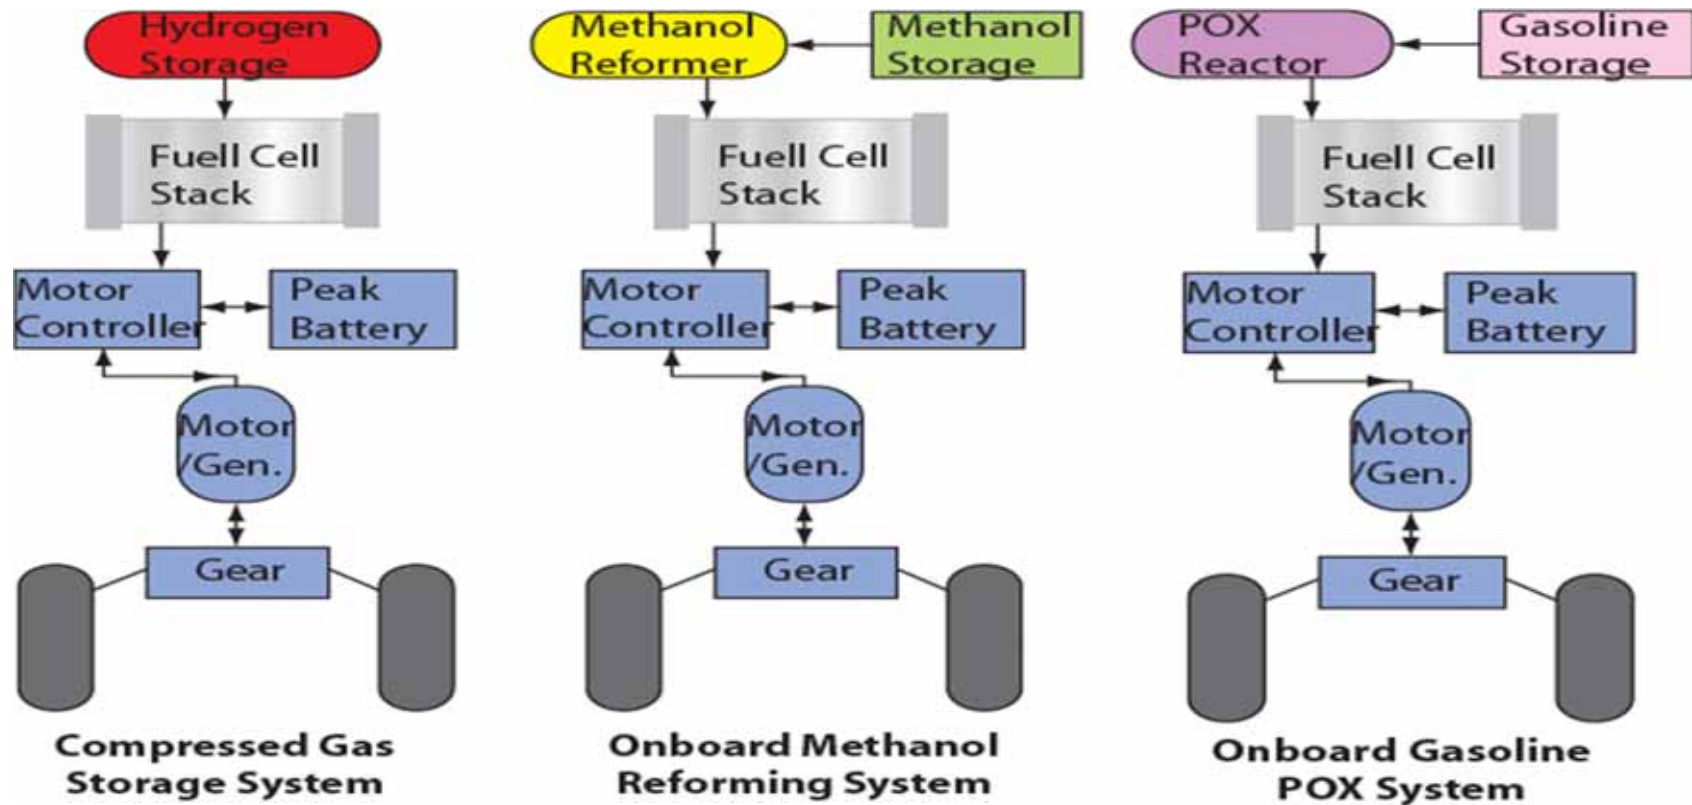 Hydrogen
Storage
Fuell Cell
Stack
Motor
Controller
Peak
Battery
Motor
/Gen.
Gear
Compressed Gas
Storage System
Methanol
Reformer
Methanol
Storage
Fuell Cell
Stack
Motor
Controller
Peak
Battery
Motor
/Gen.
Gear
Onboard Methanol
Reforming System
POX
Reactor
Gasoline
Storage
Fuell Cell
Stack
Motor
Controller
Peak
Battery
Motor
/Gen.
Gear
Onboard Gasoline
POX System